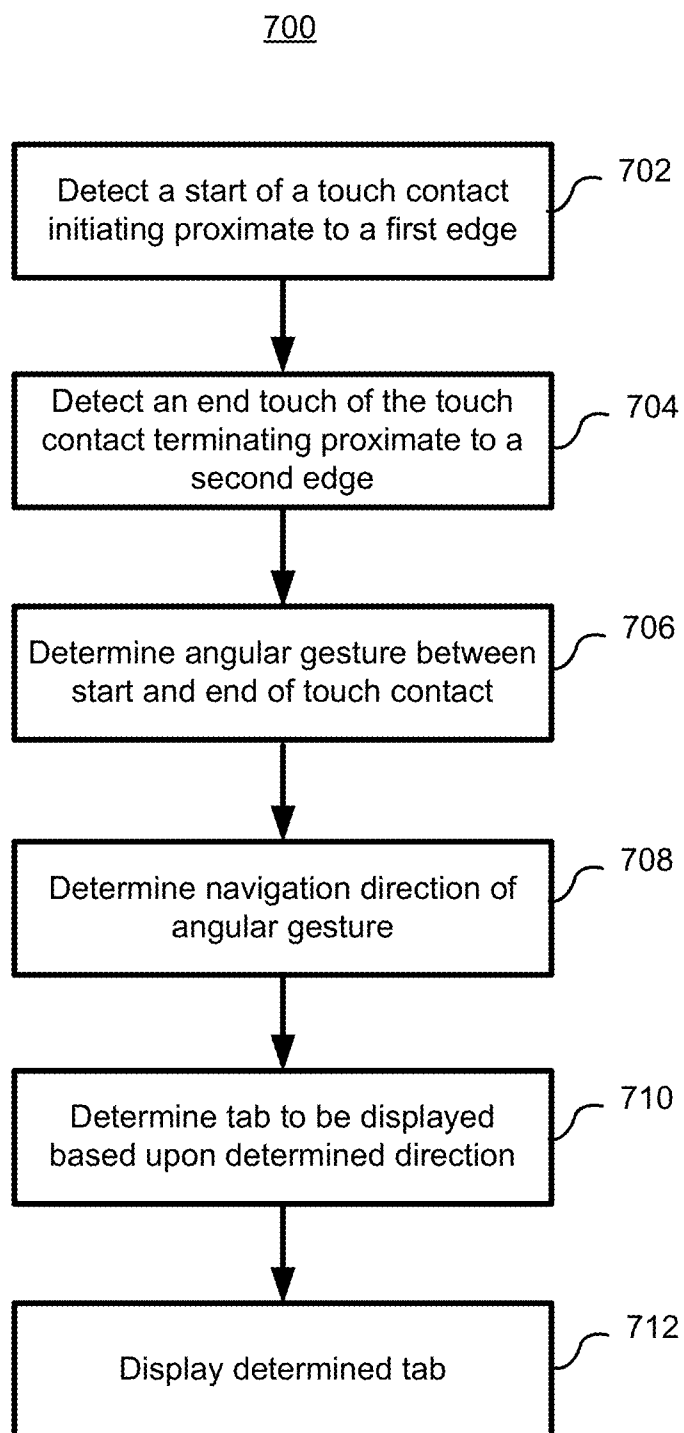 700
Detect a start of a touch contact
initiating proximate to a first edge
702
Detect an end touch of the touch
contact terminating proximate to a
second edge
704
Determine angular gesture between
start and end of touch contact
706
Determine navigation direction of
angular gesture
708
Determine tab to be displayed
based upon determined direction
710
Display determined tab
712